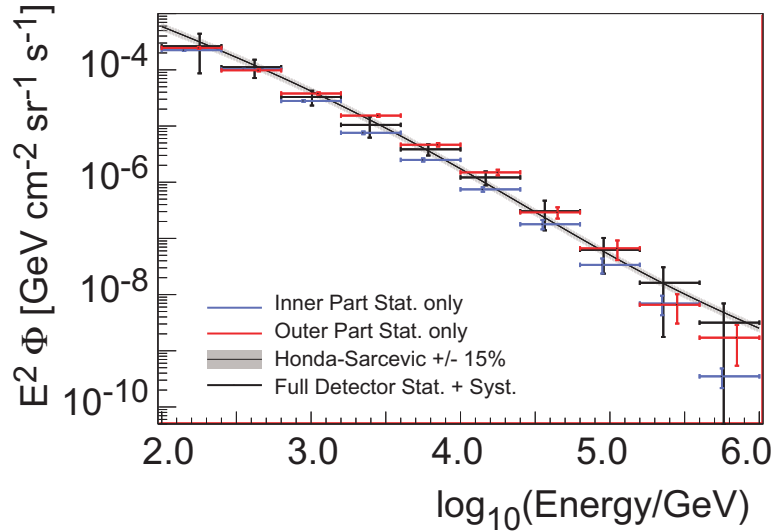 E² Φ [GeV cm⁻² sr⁻¹ s⁻¹]
10⁻⁴
10⁻⁶
10⁻⁸
10⁻¹⁰
Inner Part Stat. only
Outer Part Stat. only
Honda-Sarcevic +/- 15%
Full Detector Stat. + Syst.
2.0 3.0 4.0 5.0 6.0
log₁₀(Energy/GeV)